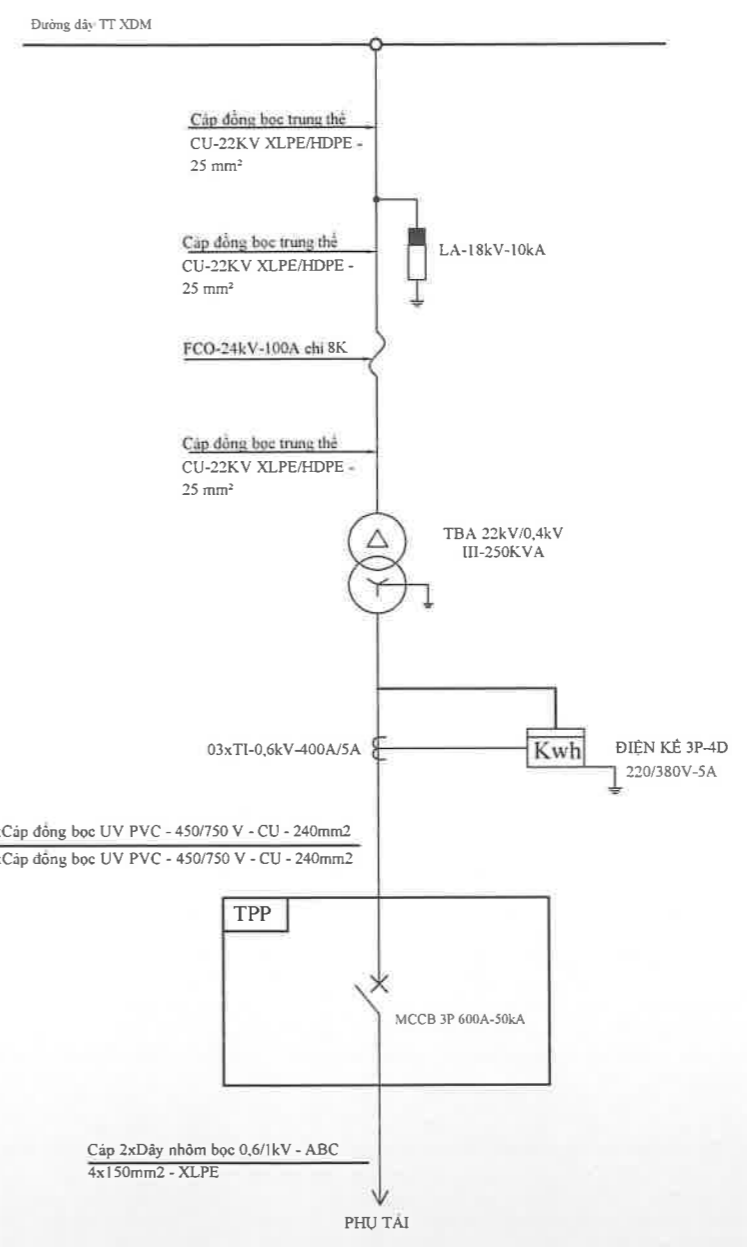 Đường dây TT XDM
Cáp đồng bọc trung thế
CU-22KV XLPE/HDPE -
25 mm²
LA-18kV-10kA
Cáp đồng bọc trung thế
CU-22KV XLPE/HDPE -
25 mm²
FCO-24kV-100A chì 8K
Cáp đồng bọc trung thế
CU-22KV XLPE/HDPE -
25 mm²
TBA 22kV/0,4kV
III-250KVA
03xTI-0,6kV-400A/5A
Kwh
ĐIỆN KẾ 3P-4D
220/380V-5A
xCáp đồng bọc UV PVC - 450/750 V - CU - 240mm2
xCáp đồng bọc UV PVC - 450/750 V - CU - 240mm2
TPP
MCCB 3P 600A-50kA
Cáp 2xDây nhôm bọc 0,6/1kV - ABC
4x150mm2 - XLPE
PHỤ TẢI